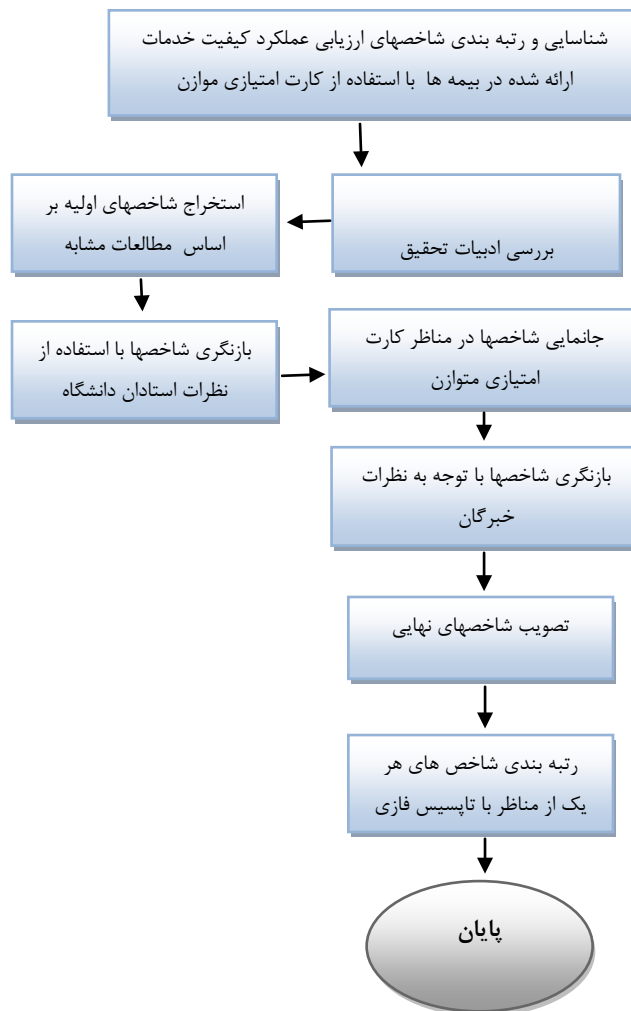 شناسایی و رتبه بندی شاخصهای ارزیابی عملکرد کیفیت خدمات
ارائه شده در بیمه ها با استفاده از کارت امتیازی موازن
بررسی ادبیات تحقیق
استخراج شاخصهای اولیه بر
اساس مطالعات مشابه
بازنگری شاخصها با استفاده از
نظرات استادان دانشگاه
جانمایی شاخصها در مناظر کارت
امتیازی متوازن
بازنگری شاخصها با توجه به نظرات
خبرگان
تصویب شاخصهای نهایی
رتبه بندی شاخص های هر
یک از مناظر با تاپسیس فازی
پایان